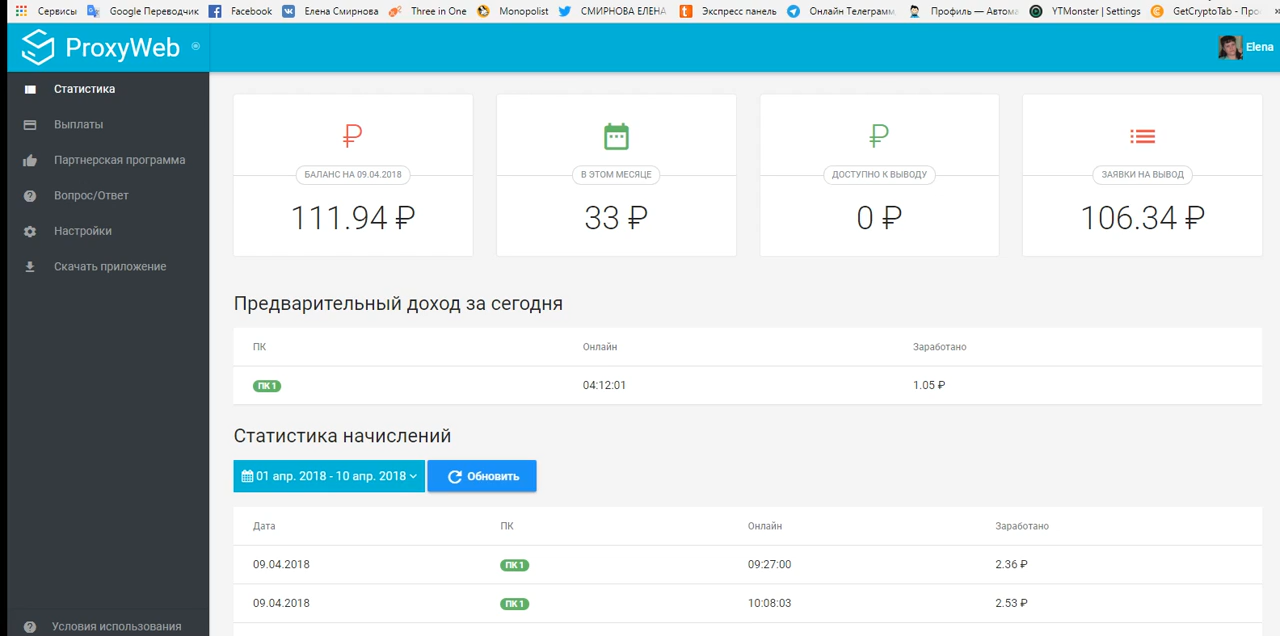 Сервисы Google Переводчик Facebook Елена Смирнова Three in One Monopolist СМИРНОВА ЕЛЕНА Экспресс панель Онлайн Телеграмм Профиль — Автома YTMonster | Settings GetCryptoTab - Про
ProxyWeb ®
Elena
Статистика
Выплаты
Партнерская программа
Вопрос/Ответ
Настройки
Скачать приложение
Условия использования
БАЛАНС НА 09.04.2018
111.94 ₽
В ЭТОМ МЕСЯЦЕ
33 ₽
ДОСТУПНО К ВЫВОДУ
0 ₽
ЗАЯВКИ НА ВЫВОД
106.34 ₽
Предварительный доход за сегодня
ПК Онлайн Заработано
ПК 1 04:12:01 1.05 ₽
Статистика начислений
01 апр. 2018 - 10 апр. 2018 Обновить
Дата ПК Онлайн Заработано
09.04.2018 ПК 1 09:27:00 2.36 ₽
09.04.2018 ПК 1 10:08:03 2.53 ₽